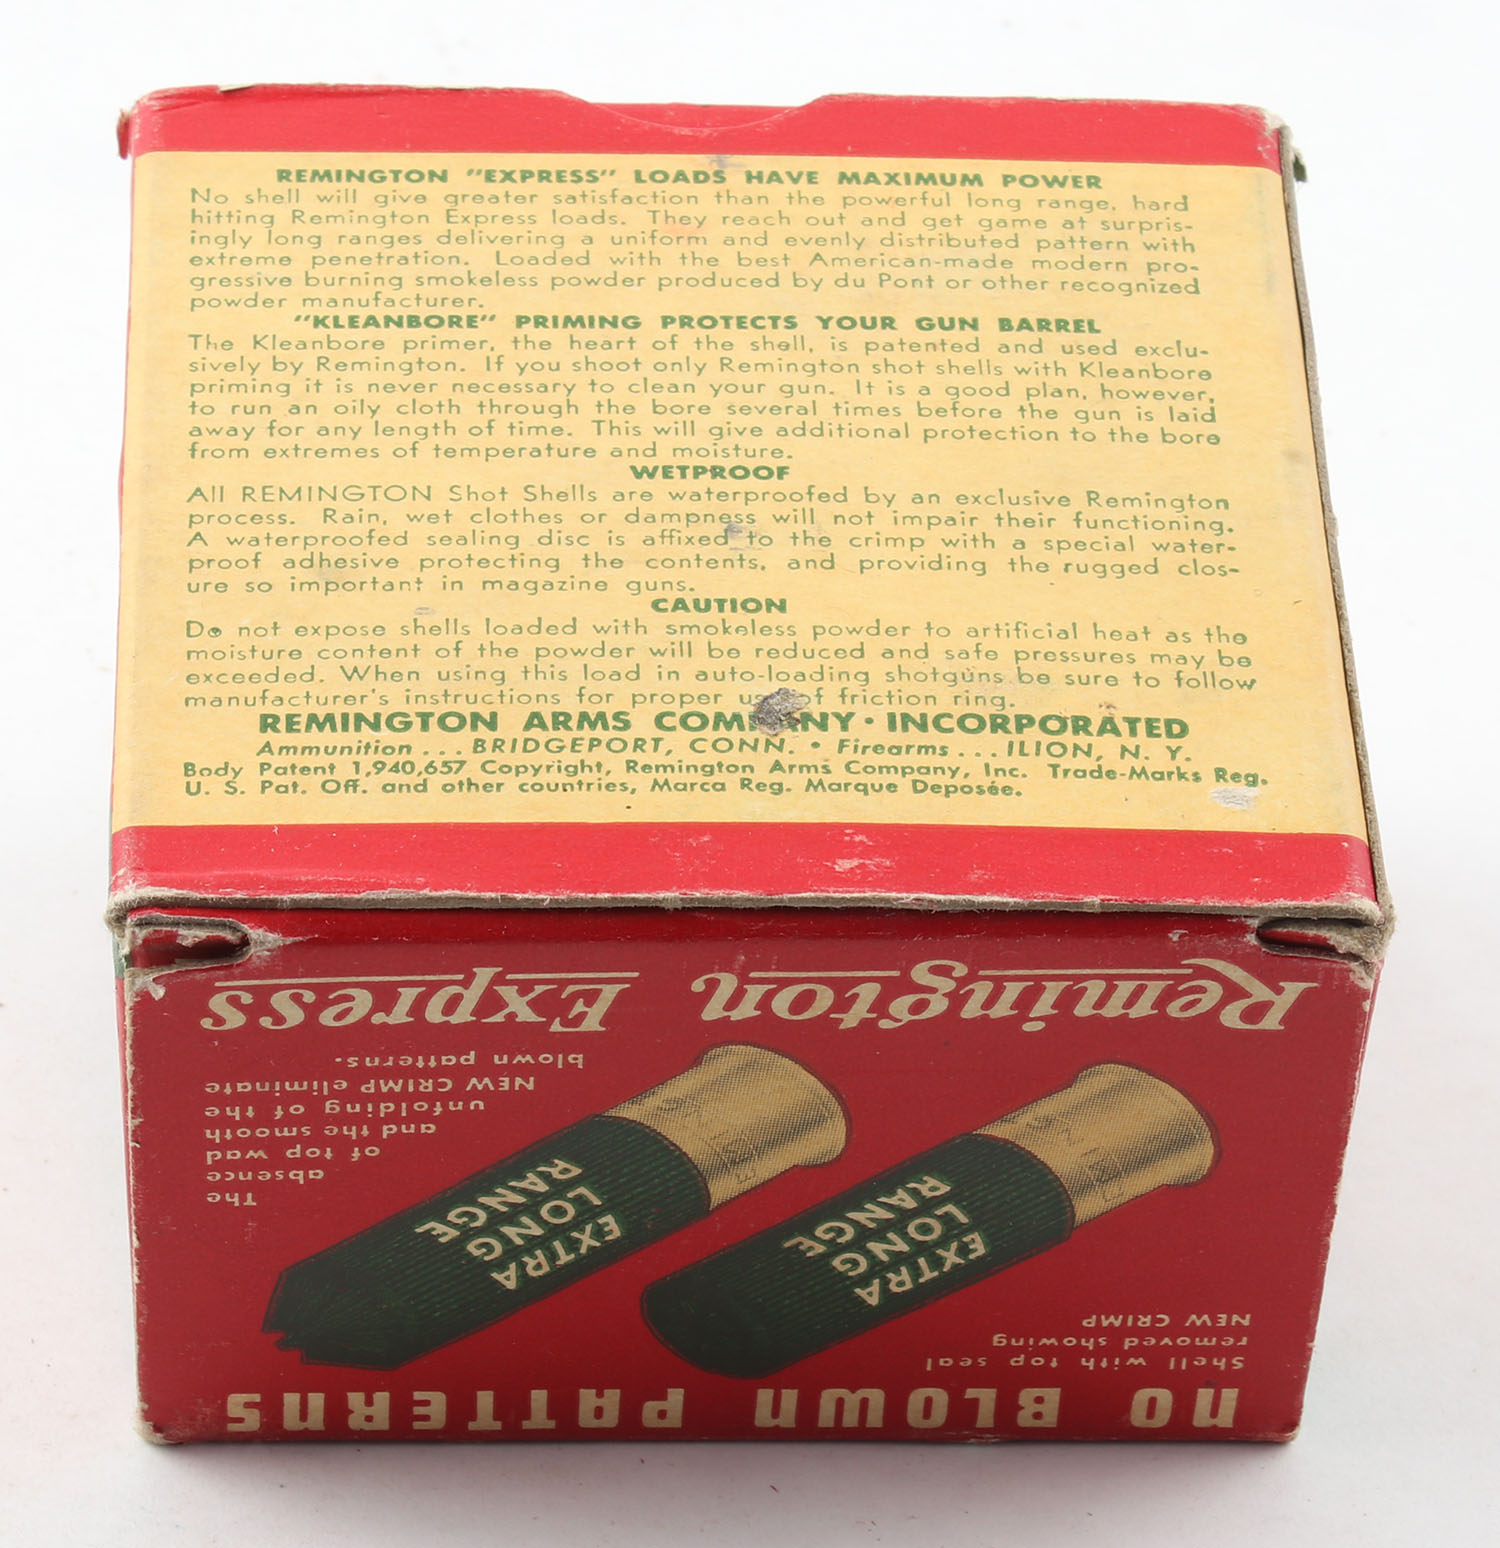 REMINGTON "EXPRESS" LOADS HAVE MAXIMUM POWER
No shell will give greater satisfaction than the powerful long range, hard
hitting Remington Express loads. They reach out and get game at surpris-
ingly long ranges delivering a uniform and evenly distributed pattern with
extreme penetration. Loaded with the best American-made modern pro-
gressive burning smokeless powder produced by du Pont or other recognized
powder manufacturer.
"KLEANBORE" PRIMING PROTECTS YOUR GUN BARREL
The Kleanbore primer, the heart of the shell, is patented and used exclu-
sively by Remington. If you shoot only Remington shot shells with Kleanbore
priming it is never necessary to clean your gun. It is a good plan, however,
to run an oily cloth through the bore several times before the gun is laid
away for any length of time. This will give additional protection to the bore
from extremes of temperature and moisture.
WETPROOF
All REMINGTON Shot Shells are waterproofed by an exclusive Remington
process. Rain, wet clothes or dampness will not impair their functioning.
A waterproofed sealing disc is affixed to the crimp with a special water-
proof adhesive protecting the contents, and providing the rugged clos-
ure so important in magazine guns.
CAUTION
Do not expose shells loaded with smokeless powder to artificial heat as the
moisture content of the powder will be reduced and safe pressures may be
exceeded. When using this load in auto-loading shotguns be sure to follow
manufacturer's instructions for proper use of friction ring.
REMINGTON ARMS COMPANY · INCORPORATED
Ammunition ... BRIDGEPORT, CONN. • Firearms ... ILION, N. Y.
Body Patent 1,940,657 Copyright, Remington Arms Company, Inc. Trade-Marks Reg.
U. S. Pat. Off. and other countries, Marca Reg. Marque Deposée.
NO BLOWN PATTERNS
Shell with top seal
removed showing
NEW CRIMP
EXTRA
LONG
RANGE
EXTRA
LONG
RANGE
The
absence
of top wad
and the smooth
unfolding of the
NEW CRIMP eliminate
blown patterns.
Remington Express